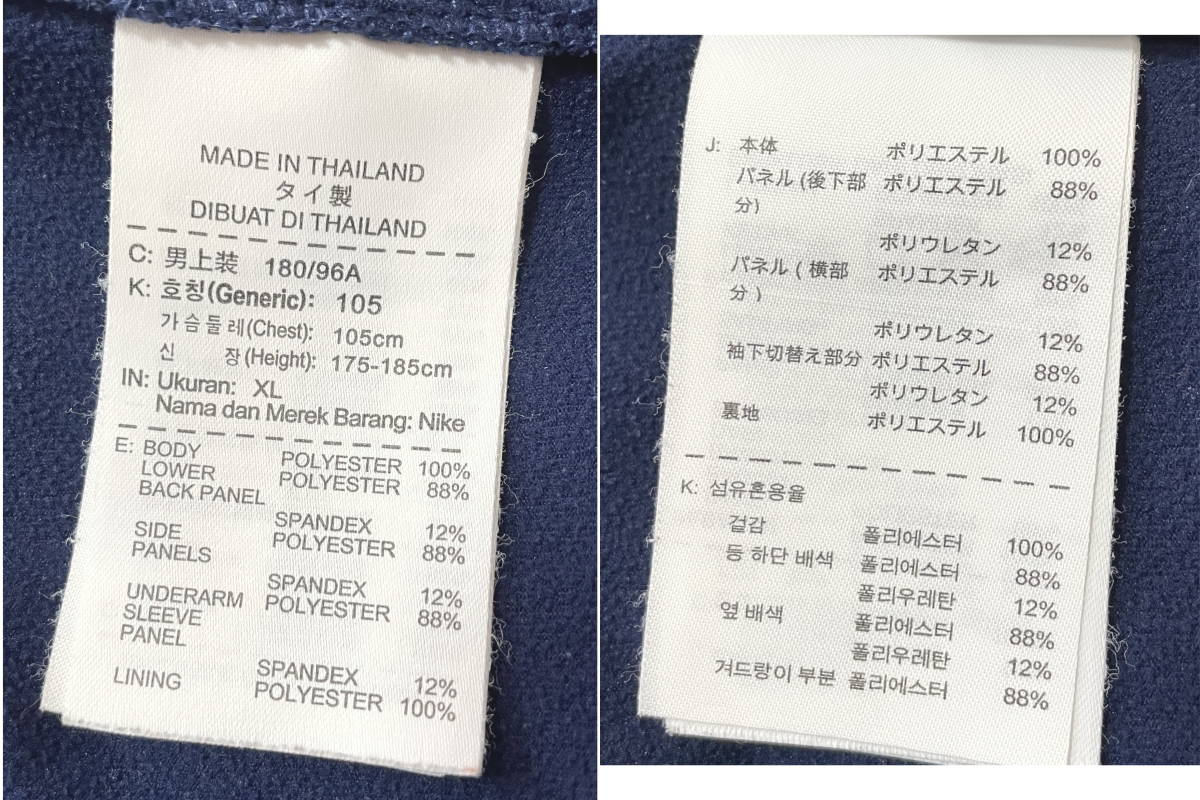 MADE IN THAILAND
タイ製
DIBUAT DI THAILAND
C: 男上装 180/96A
K: 호칭(Generic): 105
가슴둘레(Chest): 105cm
신 장(Height): 175-185cm
IN: Ukuran: XL
Nama dan Merek Barang: Nike
E: BODY POLYESTER 100%
LOWER POLYESTER 88%
BACK PANEL
SPANDEX 12%
SIDE POLYESTER 88%
PANELS
SPANDEX 12%
UNDERARM POLYESTER 88%
SLEEVE
PANEL
SPANDEX 12%
LINING POLYESTER 100%
J: 本体 ポリエステル 100%
パネル (後下部 ポリエステル 88%
分)
ポリウレタン 12%
パネル ( 横部 ポリエステル 88%
分 )
ポリウレタン 12%
袖下切替え部分 ポリエステル 88%
ポリウレタン 12%
裏地 ポリエステル 100%
K: 섬유혼용율
겉감 폴리에스터 100%
등 하단 배색 폴리에스터 88%
폴리우레탄 12%
옆 배색 폴리에스터 88%
폴리우레탄 12%
겨드랑이 부분 폴리에스터 88%